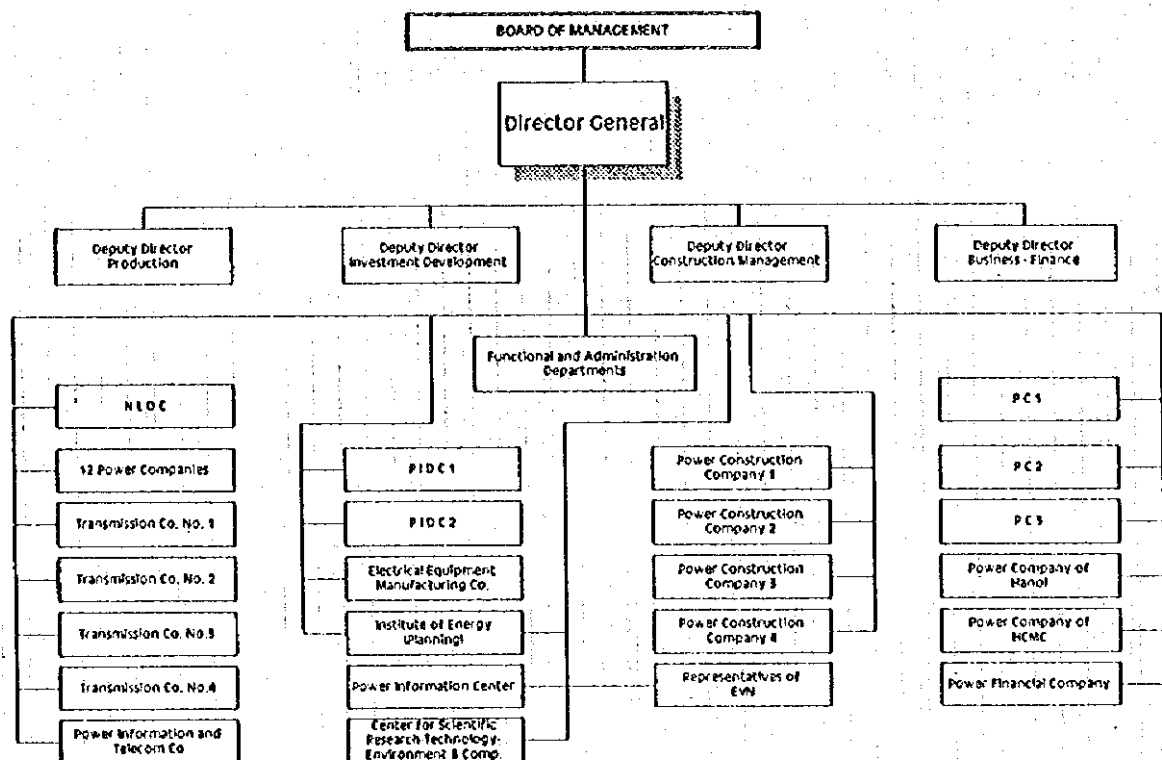 BOARD OF MANAGEMENT
Director General
Deputy Director
Production
Deputy Director
Investment Development
Deputy Director
Construction Management
Deputy Director
Business - Finance
Functional and Administration
Departments
NLDC
12 Power Companies
Transmission Co. No. 1
Transmission Co. No. 2
Transmission Co. No.3
Transmission Co. No.4
Power Information and
Telecom Co
PIDC1
PIDC2
Electrical Equipment
Manufacturing Co.
Institute of Energy
(Planning)
Power Information Center
Center for Scientific
Research-Technology-
Environment & Comp.
Power Construction
Company 1
Power Construction
Company 2
Power Construction
Company 3
Power Construction
Company 4
Representatives of
EVN
PC1
PC2
PC3
Power Company of
Hanoi
Power Company of
HCMC
Power Financial Company